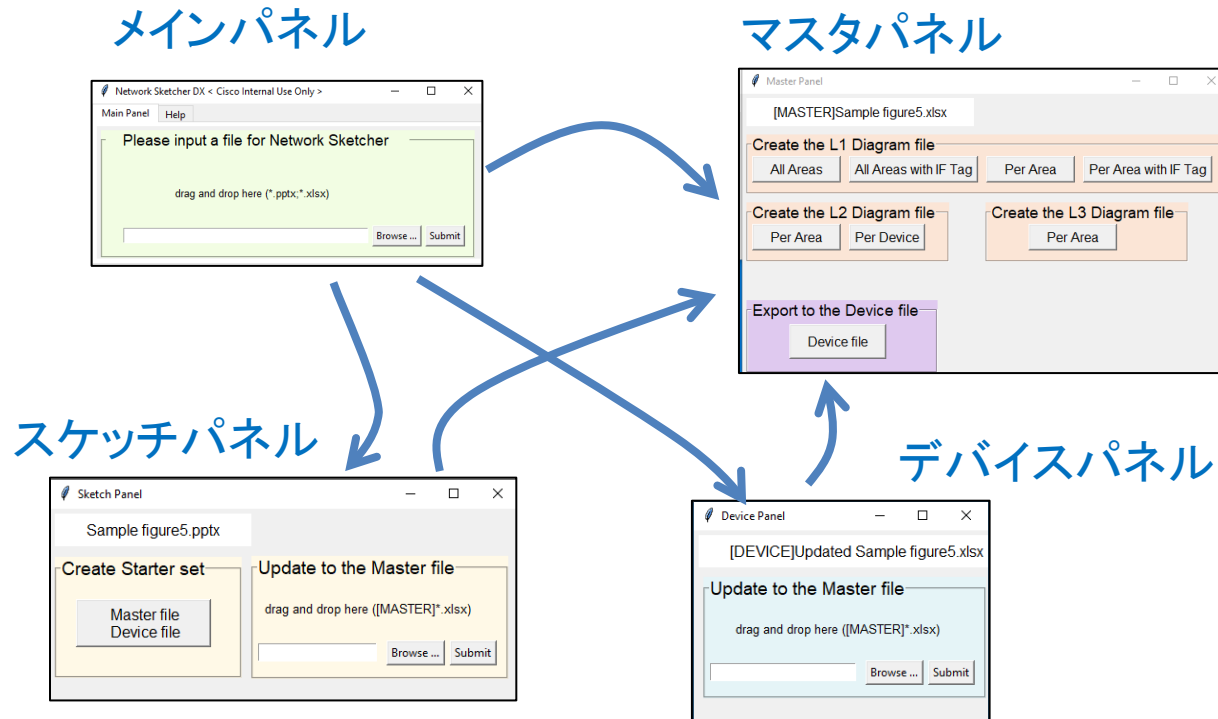 メインパネル
Network Sketcher DX < Cisco Internal Use Only >
Main Panel Help
Please input a file for Network Sketcher
drag and drop here (*.pptx;*.xlsx)
Browse ... Submit
マスタパネル
Master Panel
[MASTER]Sample figure5.xlsx
Create the L1 Diagram file
All Areas All Areas with IF Tag Per Area Per Area with IF Tag
Create the L2 Diagram file
Per Area Per Device
Create the L3 Diagram file
Per Area
Export to the Device file
Device file
スケッチパネル
Sketch Panel
Sample figure5.pptx
Create Starter set
Master file
Device file
Update to the Master file
drag and drop here ([MASTER]*.xlsx)
Browse ... Submit
デバイスパネル
Device Panel
[DEVICE]Updated Sample figure5.xlsx
Update to the Master file
drag and drop here ([MASTER]*.xlsx)
Browse ... Submit